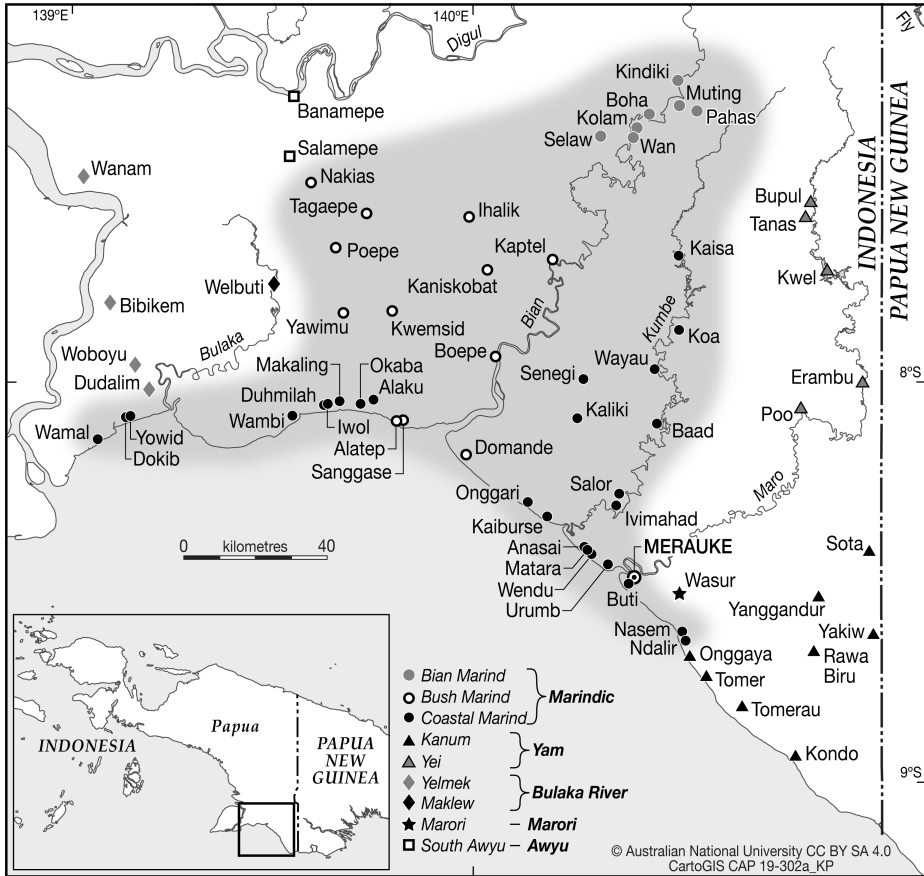 139°E
140°E
Digul
Kindiki
Boha
Muting
Kolam
Pahas
Selaw
Wan
Banamepe
Salamepe
Nakias
Tagaepe
Ihalik
Poepe
Kaptel
Kaniskobat
Wanam
Welbuti
Bibikem
Bulaka
Yawimu
Kwemsid
Bian
Boepe
Kumbe
Kaisa
Koa
Wayau
Senegi
Kaliki
Baad
Bupul
Tanas
Kwel
INDONESIA
PAPUA NEW GUINEA
Fly
Erambu
8°S
Poo
Maro
Woboyu
Dudalim
Makaling
Okaba
Duhmilah
Alaku
Wambi
Iwol
Alatep
Sanggase
Wamal
Yowid
Dokib
Domande
Onggari
Kaiburse
Salor
Ivimahad
Anasai
MERAUKE
Matara
Wendu
Urumb
Buti
Wasur
Sota
Yanggandur
Nasem
Ndalir
Yakiw
Onggaya
Rawa
Biru
Tomer
Tomerau
Kondo
9°S
0 kilometres 40
INDONESIA
Papua
PAPUA
NEW
GUINEA
Bian Marind
Bush Marind
Coastal Marind
Marindic
Kanum
Yei
Yam
Yelmek
Maklew
Bulaka River
Marori – Marori
South Awyu – Awyu
© Australian National University CC BY SA 4.0
CartoGIS CAP 19-302a_KP